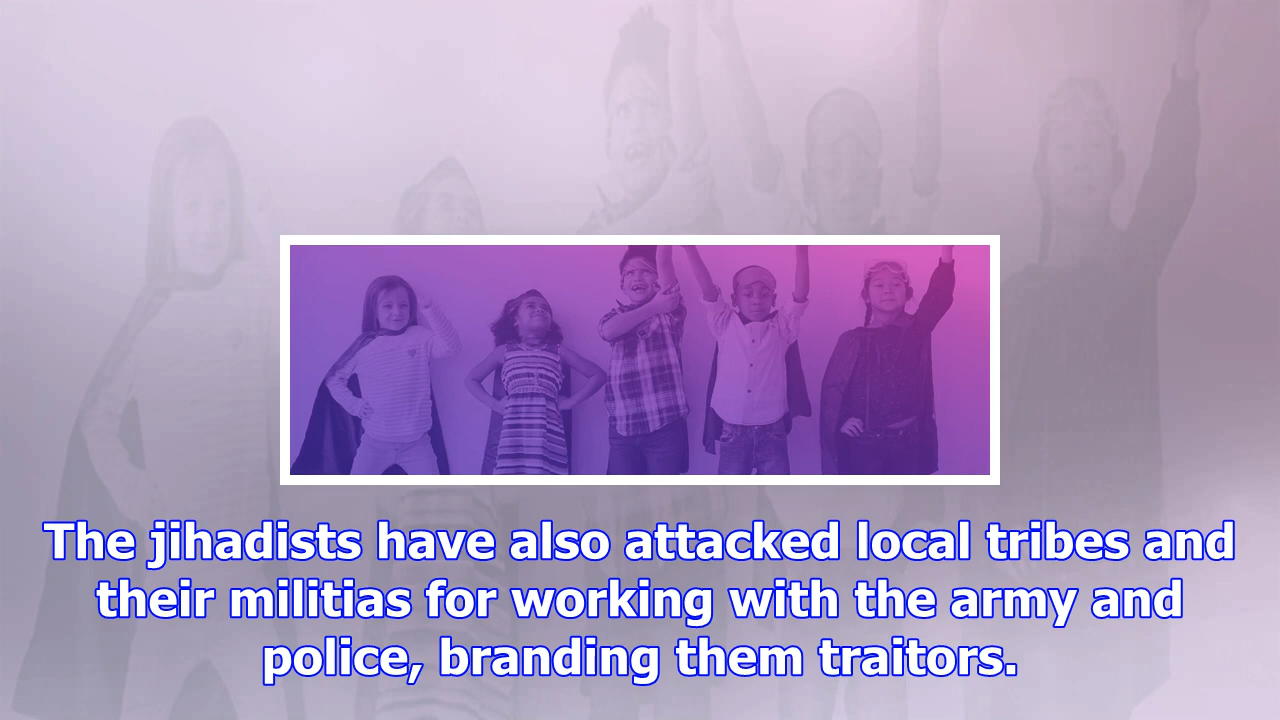 The jihadists have also attacked local tribes and
their militias for working with the army and
police, branding them traitors.